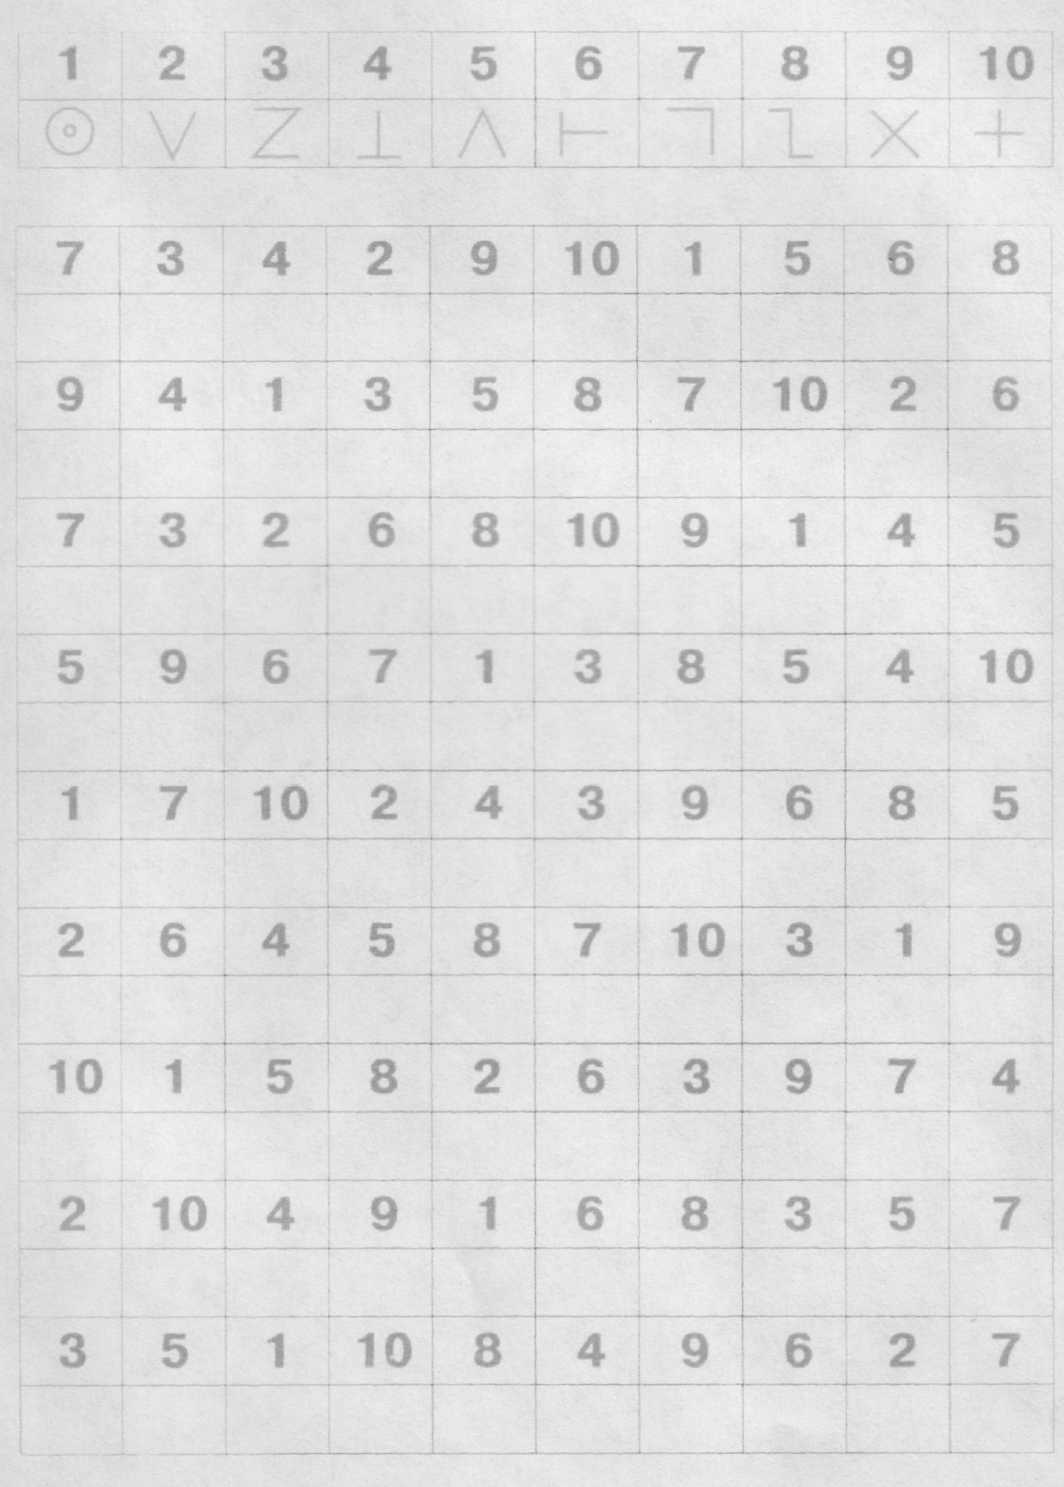 1 2 3 4 5 6 7 8 9 10
7 3 4 2 9 10 1 5 6 8
9 4 1 3 5 8 7 10 2 6
7 3 2 6 8 10 9 1 4 5
5 9 6 7 1 3 8 5 4 10
1 7 10 2 4 3 9 6 8 5
2 6 4 5 8 7 10 3 1 9
10 1 5 8 2 6 3 9 7 4
2 10 4 9 1 6 8 3 5 7
3 5 1 10 8 4 9 6 2 7